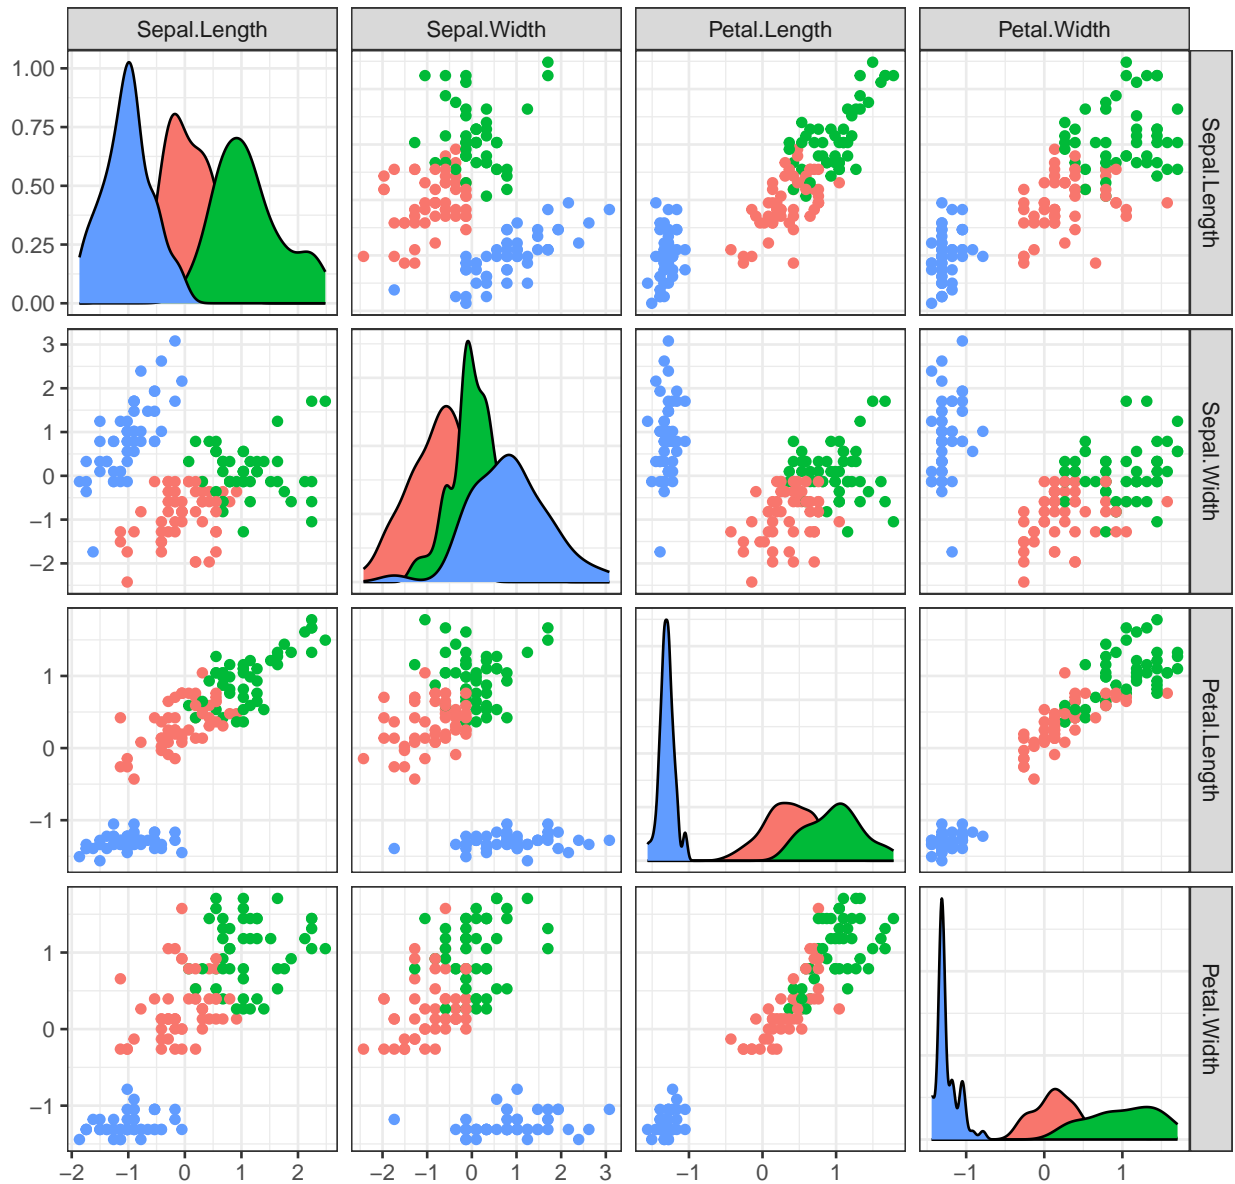 Sepal.Length Sepal.Width Petal.Length Petal.Width
1.00
0.75
0.50
0.25
0.00
Sepal.Length
3
2
1
0
−1
−2
Sepal.Width
1
0
−1
Petal.Length
1
0
−1
Petal.Width
−2 −1 0 1 2 −2 −1 0 1 2 3 −1 0 1 −1 0 1